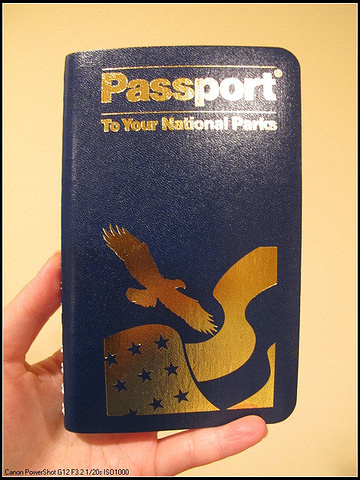 Passport®
To Your National Parks
Canon PowerShot G12 F3.2 1/20s ISO1000